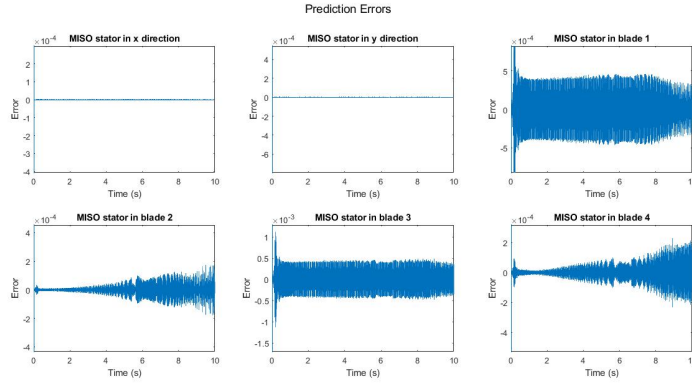 Prediction Errors
×10⁻⁴ MISO stator in x direction
2
1
0
-1
-2
-3
-4
Error
0 2 4 6 8 10
Time (s)
×10⁻⁴ MISO stator in y direction
4
2
0
-2
-4
-6
Error
0 2 4 6 8 10
Time (s)
×10⁻⁴ MISO stator in blade 1
5
0
-5
Error
0 2 4 6 8 1
Time (s)
×10⁻⁴ MISO stator in blade 2
4
2
0
-2
-4
Error
0 2 4 6 8 10
Time (s)
×10⁻³ MISO stator in blade 3
1
0.5
0
-0.5
-1
-1.5
Error
0 2 4 6 8 10
Time (s)
×10⁻⁴ MISO stator in blade 4
2
0
-2
-4
Error
0 2 4 6 8 1
Time (s)